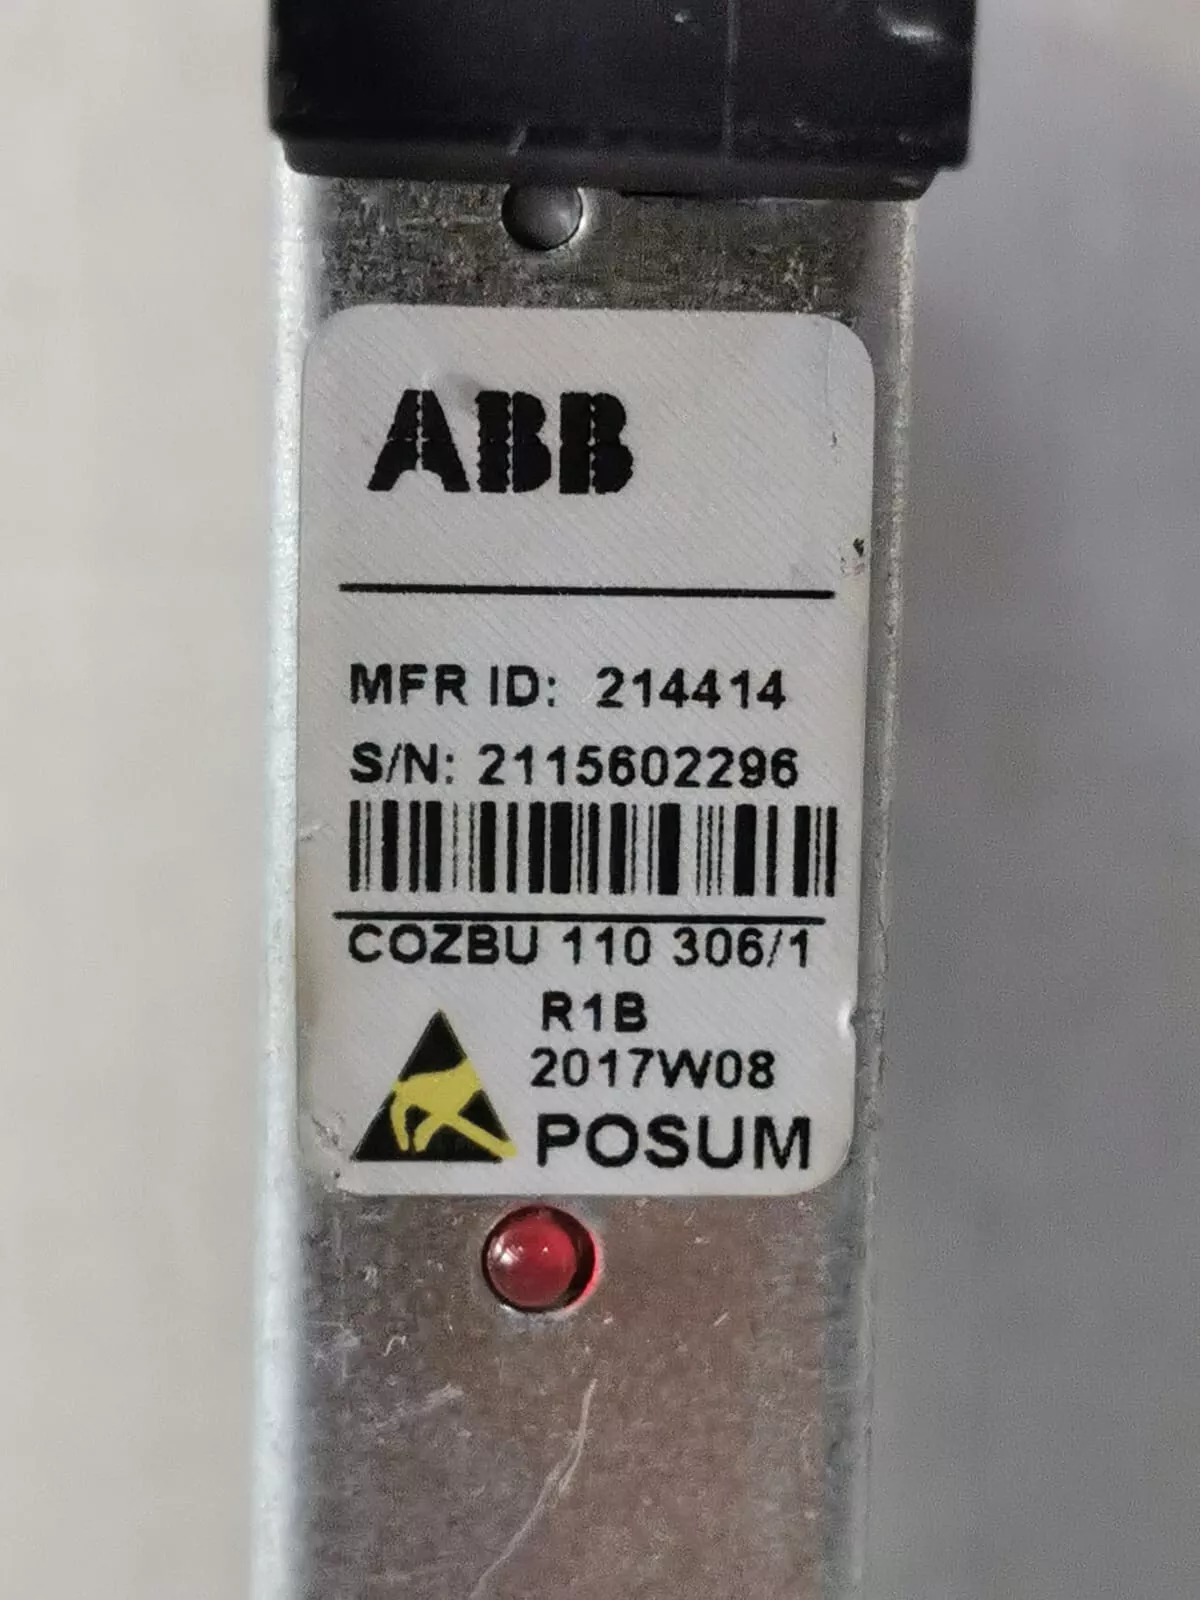 ABB
MFR ID: 214414
S/N: 2115602296
COZBU 110 306/1
R1B
2017W08
POSUM